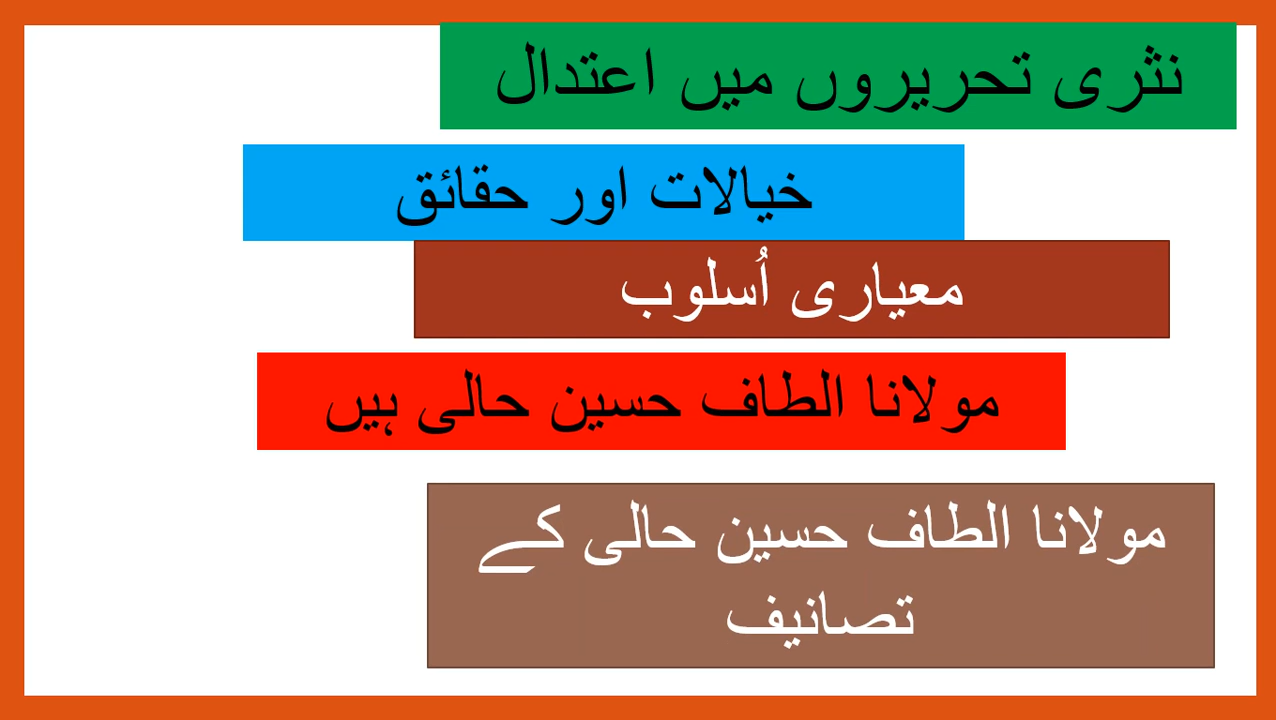 نثری تحریروں میں اعتدال
خیالات اور حقائق
معیاری اُسلوب
مولانا الطاف حسین حالی ہیں
مولانا الطاف حسین حالی کے
تصانیف